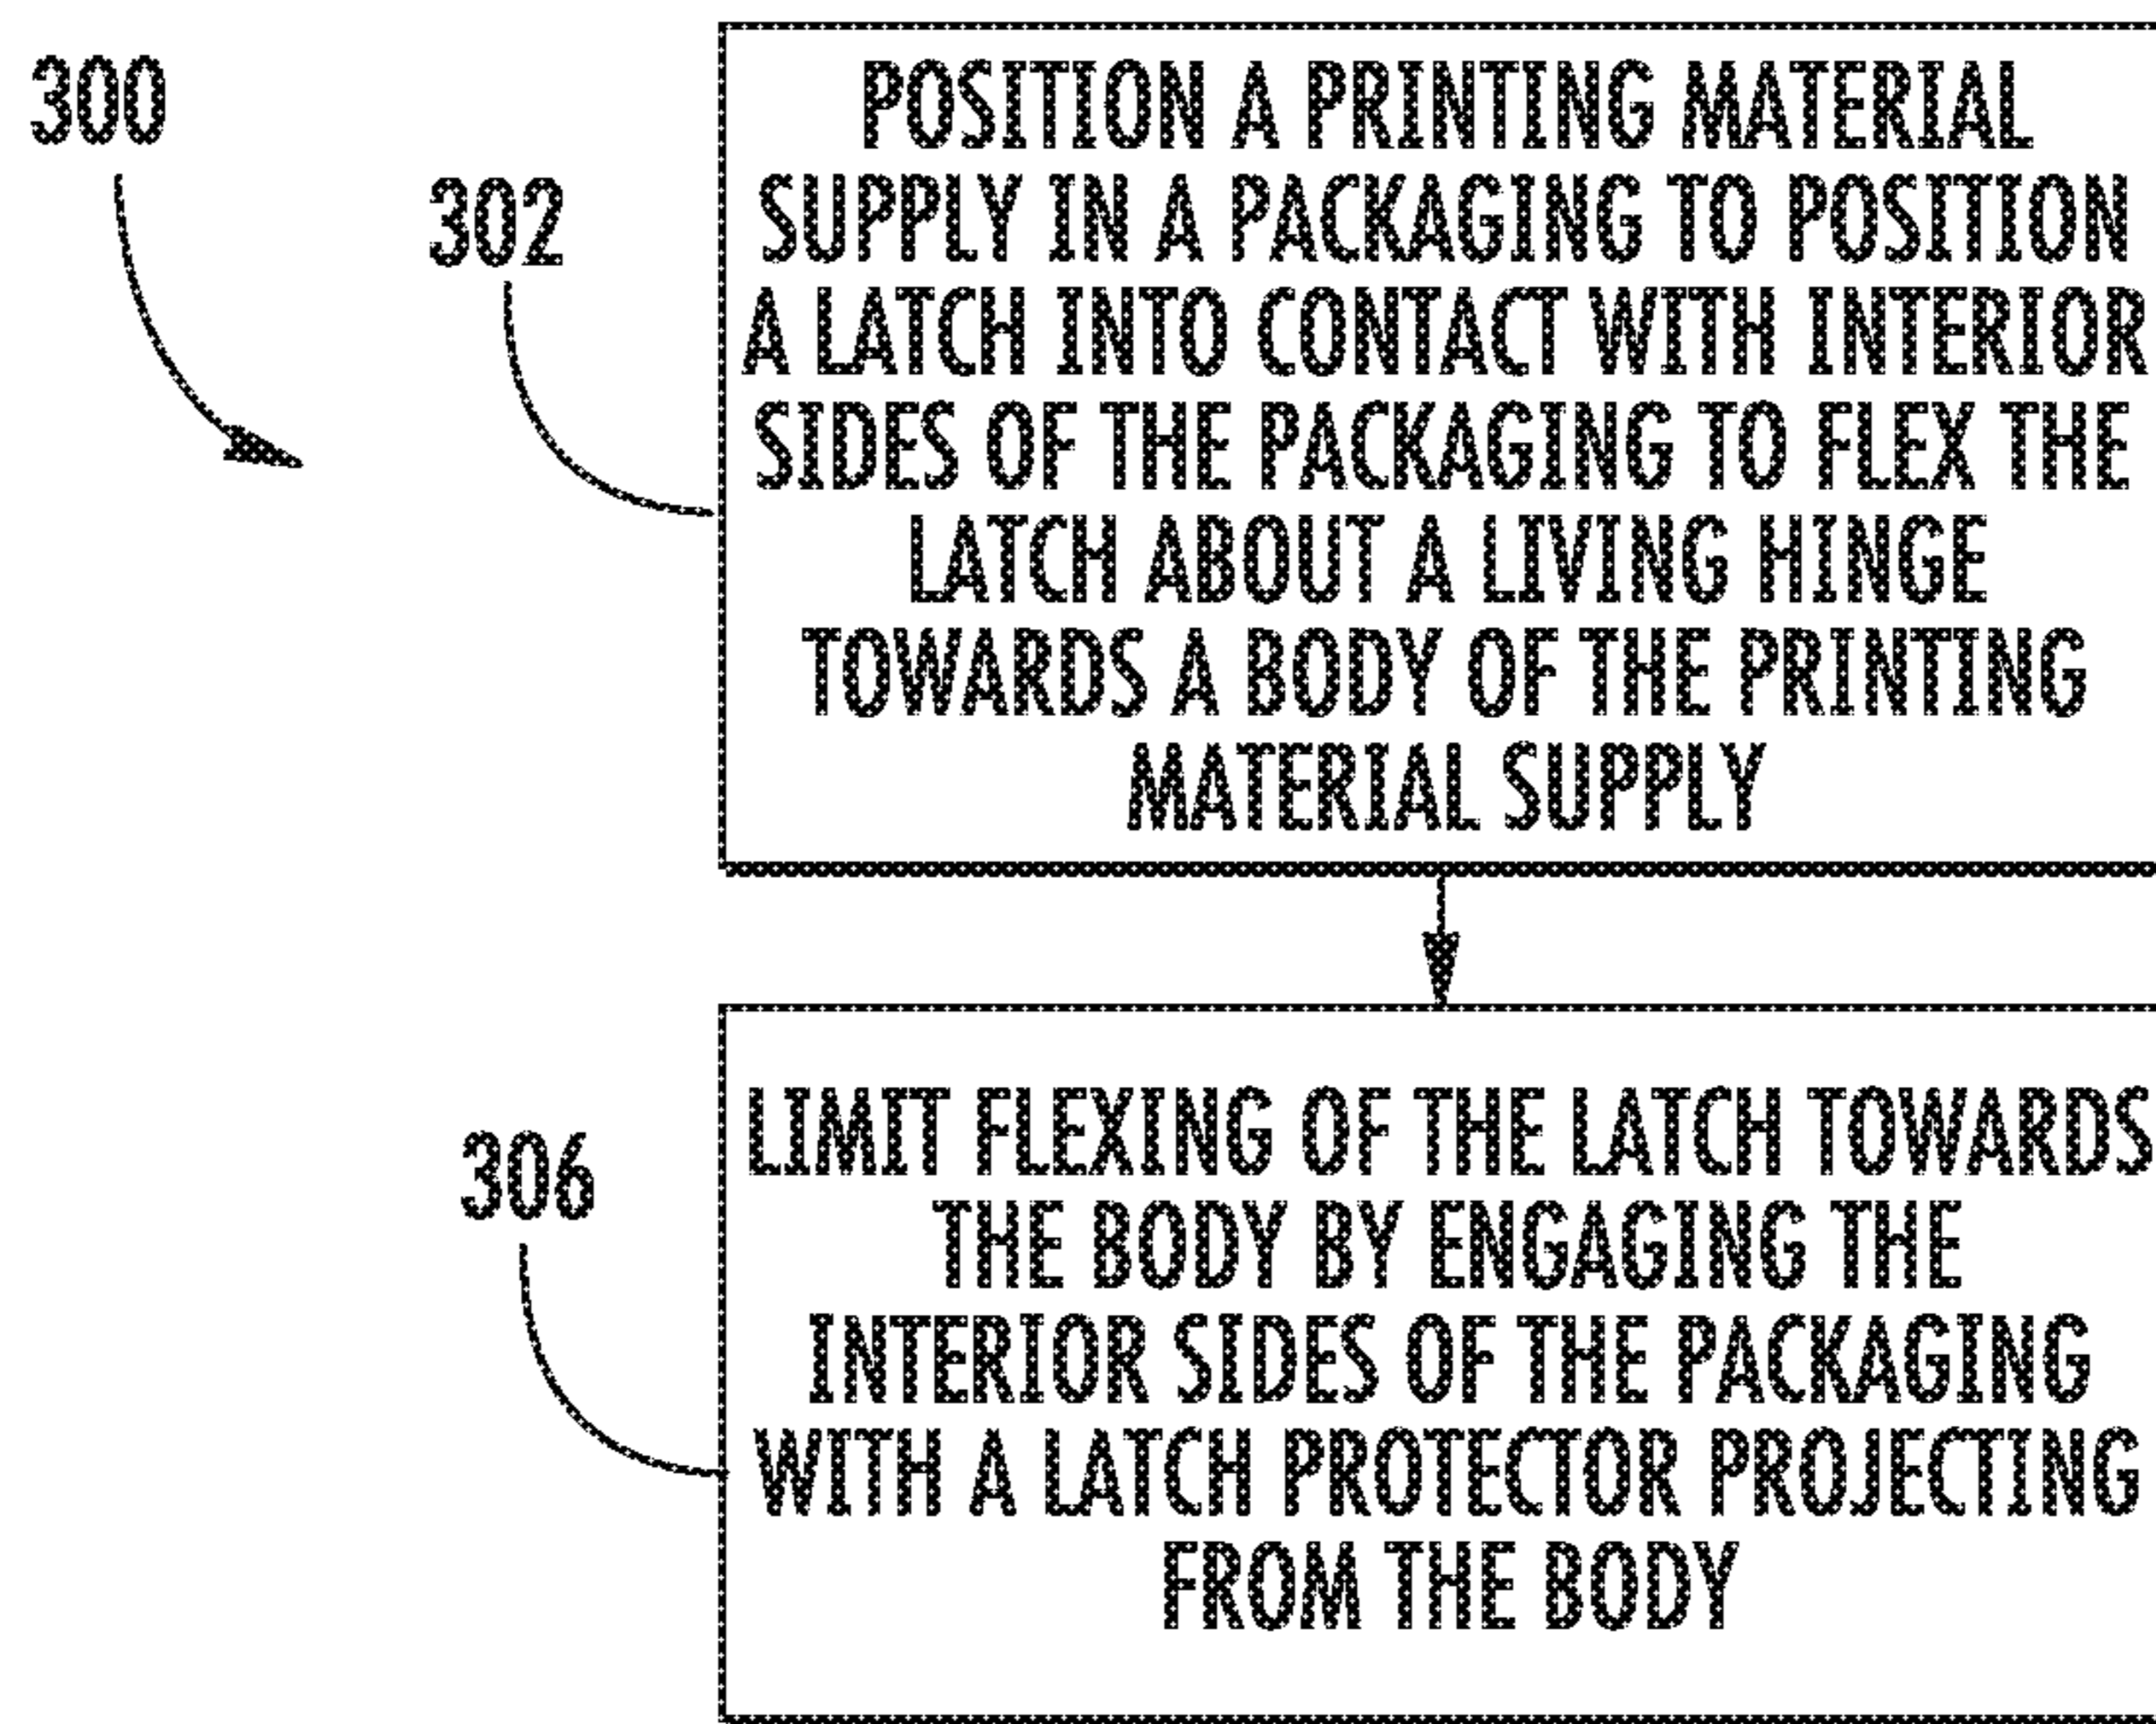 300
302
POSITION A PRINTING MATERIAL
SUPPLY IN A PACKAGING TO POSITION
A LATCH INTO CONTACT WITH INTERIOR
SIDES OF THE PACKAGING TO FLEX THE
LATCH ABOUT A LIVING HINGE
TOWARDS A BODY OF THE PRINTING
MATERIAL SUPPLY
306
LIMIT FLEXING OF THE LATCH TOWARDS
THE BODY BY ENGAGING THE
INTERIOR SIDES OF THE PACKAGING
WITH A LATCH PROTECTOR PROJECTING
FROM THE BODY